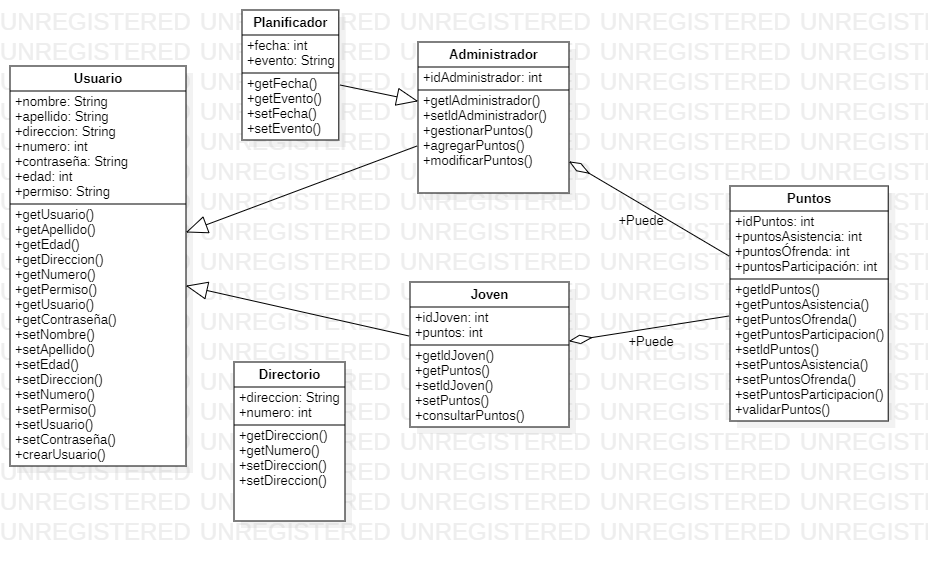 Usuario
+nombre: String
+apellido: String
+direccion: String
+numero: int
+contraseña: String
+edad: int
+permiso: String
+getUsuario()
+getApellido()
+getEdad()
+getDireccion()
+getNumero()
+getPermiso()
+getUsuario()
+getContraseña()
+setNombre()
+setApellido()
+setEdad()
+setDireccion()
+setNumero()
+setPermiso()
+setUsuario()
+setContraseña()
+crearUsuario()
Planificador
+fecha: int
+evento: String
+getFecha()
+getEvento()
+setFecha()
+setEvento()
Administrador
+idAdministrador: int
+getIAdministrador()
+setIdAdministrador()
+gestionarPuntos()
+agregarPuntos()
+modificarPuntos()
+Puede
Directorio
+direccion: String
+numero: int
+getDireccion()
+getNumero()
+setDireccion()
+setDireccion()
Joven
+idJoven: int
+puntos: int
+getIdJoven()
+getPuntos()
+setIdJoven()
+setPuntos()
+consultarPuntos()
+Puede
Puntos
+idPuntos: int
+puntosAsistencia: int
+puntosOfrenda: int
+puntosParticipación: int
+getIdPuntos()
+getPuntosAsistencia()
+getPuntosOfrenda()
+getPuntosParticipacion()
+setIdPuntos()
+setPuntosAsistencia()
+setPuntosOfrenda()
+setPuntosParticipacion()
+validarPuntos()
UNREGISTERED